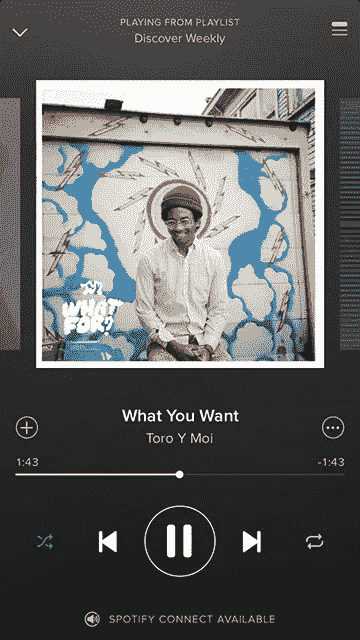 PLAYING FROM PLAYLIST
Discover Weekly
WHAT
FOR?
What You Want
Toro Y Moi
1:43
-1:43
SPOTIFY CONNECT AVAILABLE